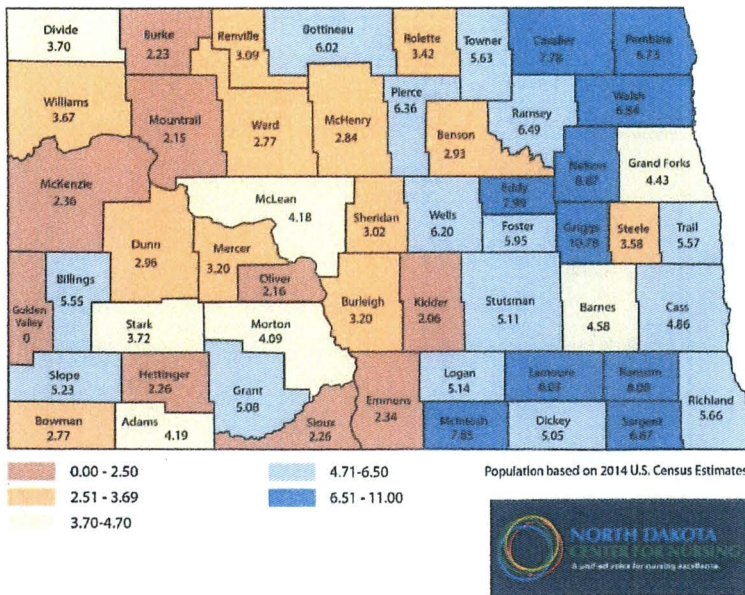 Divide
3.70
Burke
2.23
Renville
3.09
Bottineau
6.02
Rolette
3.42
Towner
5.63
Cavalier
7.78
Pembina
6.73
Williams
3.67
Mountrail
2.15
Ward
2.77
McHenry
2.84
Pierce
6.36
Benson
2.93
Ramsey
6.49
Walsh
6.84
McKenzie
2.36
McLean
4.18
Sheridan
3.02
Wells
6.20
Eddy
Foster
5.95
Nelson
8.87
Grand Forks
4.43
Griggs
10.78
Steele
3.58
Trail
5.57
Dunn
2.96
Mercer
3.20
Oliver
2.16
Golden
Valley
0
Billings
5.55
Stark
3.72
Morton
4.09
Burleigh
3.20
Kidder
2.06
Stutsman
5.11
Barnes
4.58
Cass
4.86
Slope
5.23
Hettinger
2.26
Grant
5.08
Bowman
2.77
Adams
4.19
Sioux
2.26
Emmons
2.34
Logan
5.14
Lamoure
Ransom
8.08
Richland
5.66
McIntosh
7.85
Dickey
5.05
Sargent
6.87
0.00 - 2.50
2.51 - 3.69
3.70-4.70
4.71-6.50
6.51 - 11.00
Population based on 2014 U.S. Census Estimates
NORTH DAKOTA
CENTER FOR NURSING
A unified voice for nursing excellence.